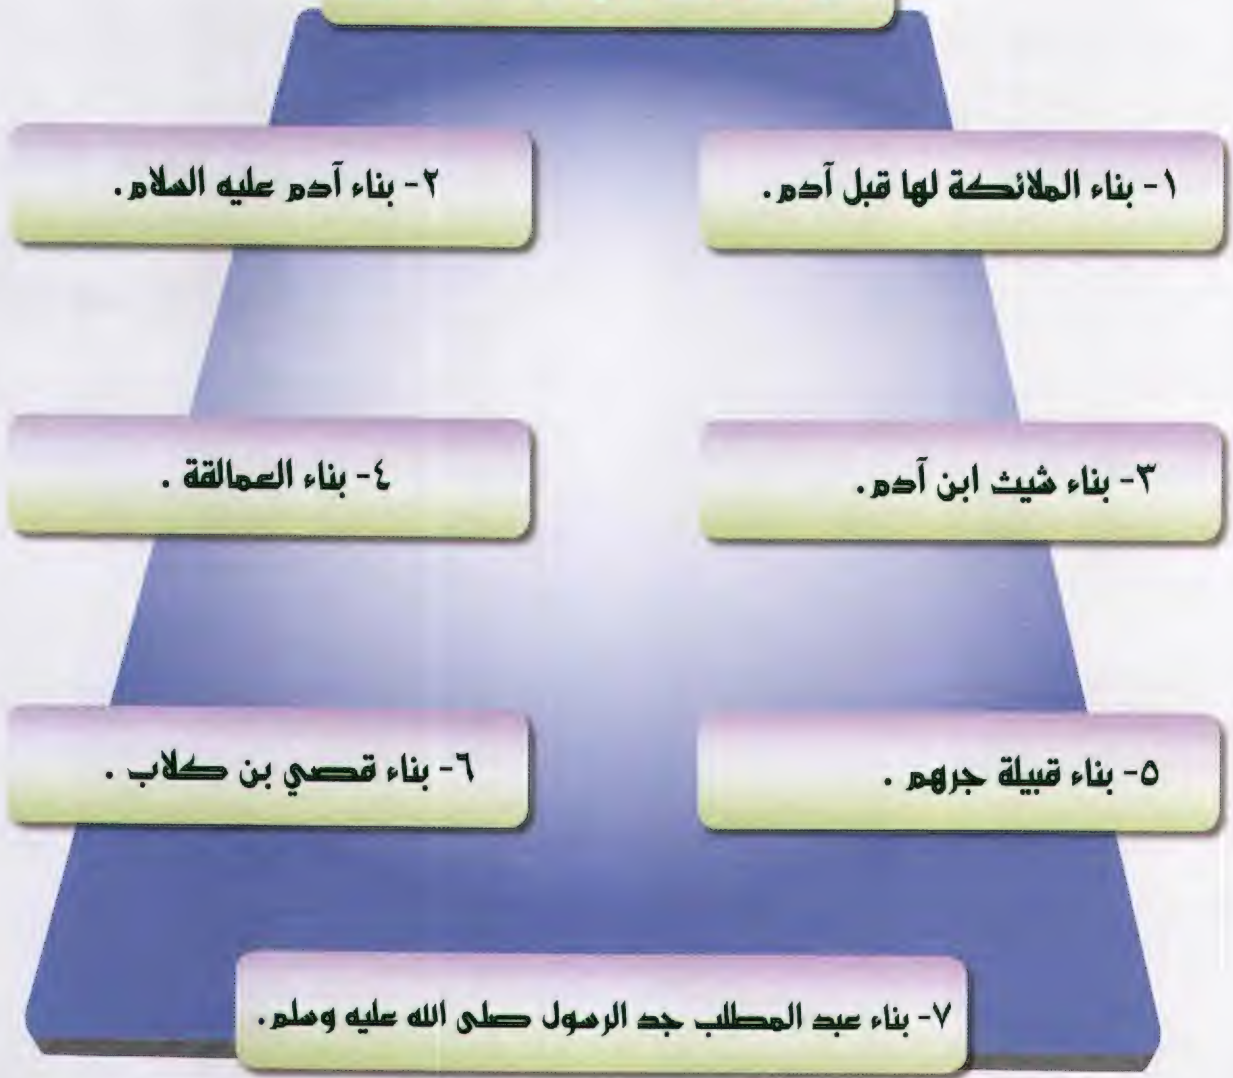 ١- بناء الملائكة لها قبل آدم.
٢- بناء آدم عليه السلام.
٣- بناء شيث ابن آدم.
٤- بناء العمالقة .
٥- بناء قبيلة جرهم .
٦- بناء قصي بن كلاب .
٧- بناء عبد المطلب جد الرسول صلى الله عليه وسلم.